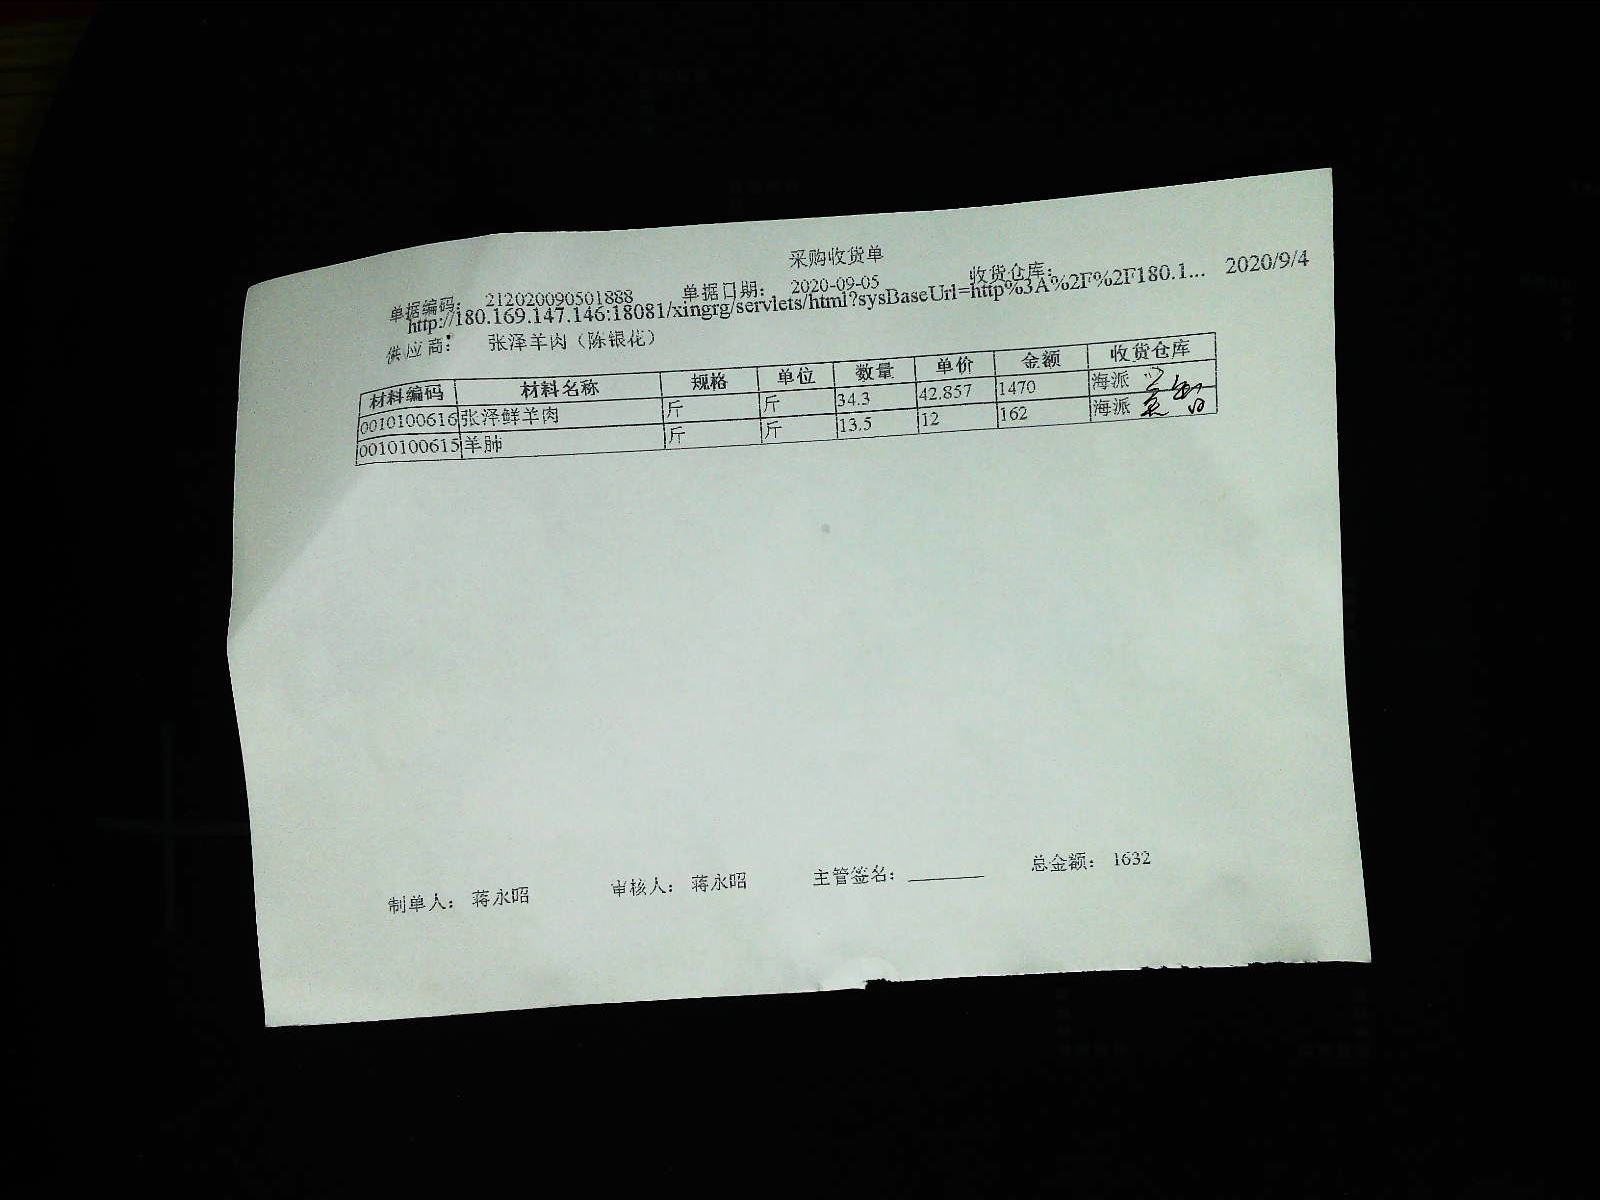 采购收货单
单据编码: 212020090501888 单据日期: 2020-09-05 收货仓库:
http://180.169.147.146:18081/xingrg/servlets/html?sysBaseUrl=http%3A%2F%2F180.1... 2020/9/4
供应商: 张泽羊肉（陈银花）
材料编码 材料名称 规格 单位 数量 单价 金额 收货仓库
0010100616 张泽鲜羊肉 斤 斤 34.3 42.857 1470 海派
0010100615 羊肺 斤 斤 13.5 12 162 海派
制单人: 蒋永昭 审核人: 蒋永昭 主管签名: ________ 总金额: 1632